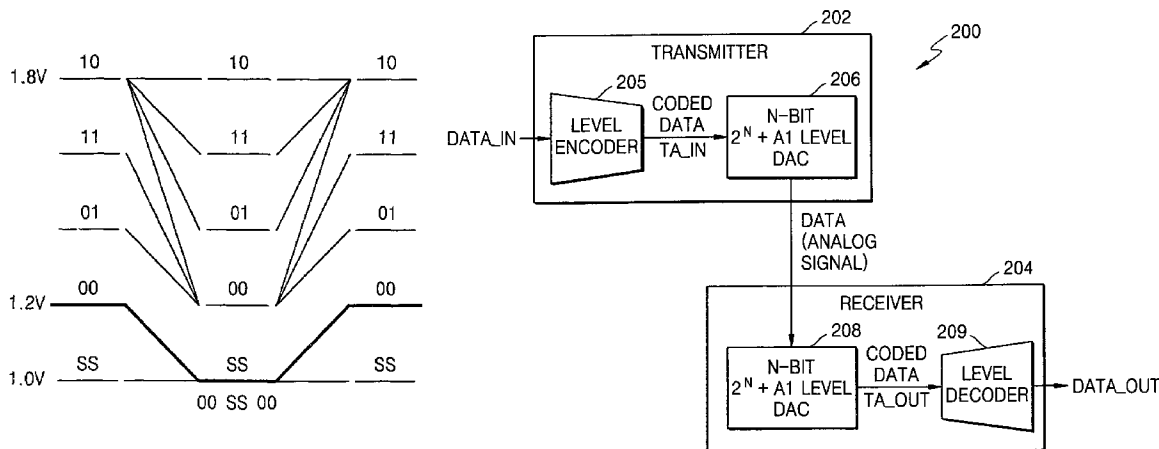 10 10 10
1.8V
11 11 11
01 01 01
00 00 00
1.2V
SS SS SS
1.0V
00 SS 00
200
202
TRANSMITTER
205
206
DATA_IN
LEVEL
ENCODER
CODED
DATA
TA_IN
N-BIT
2^N + A1 LEVEL
DAC
DATA
(ANALOG
SIGNAL)
204
RECEIVER
208
209
N-BIT
2^N + A1 LEVEL
DAC
CODED
DATA
TA_OUT
LEVEL
DECODER
DATA_OUT